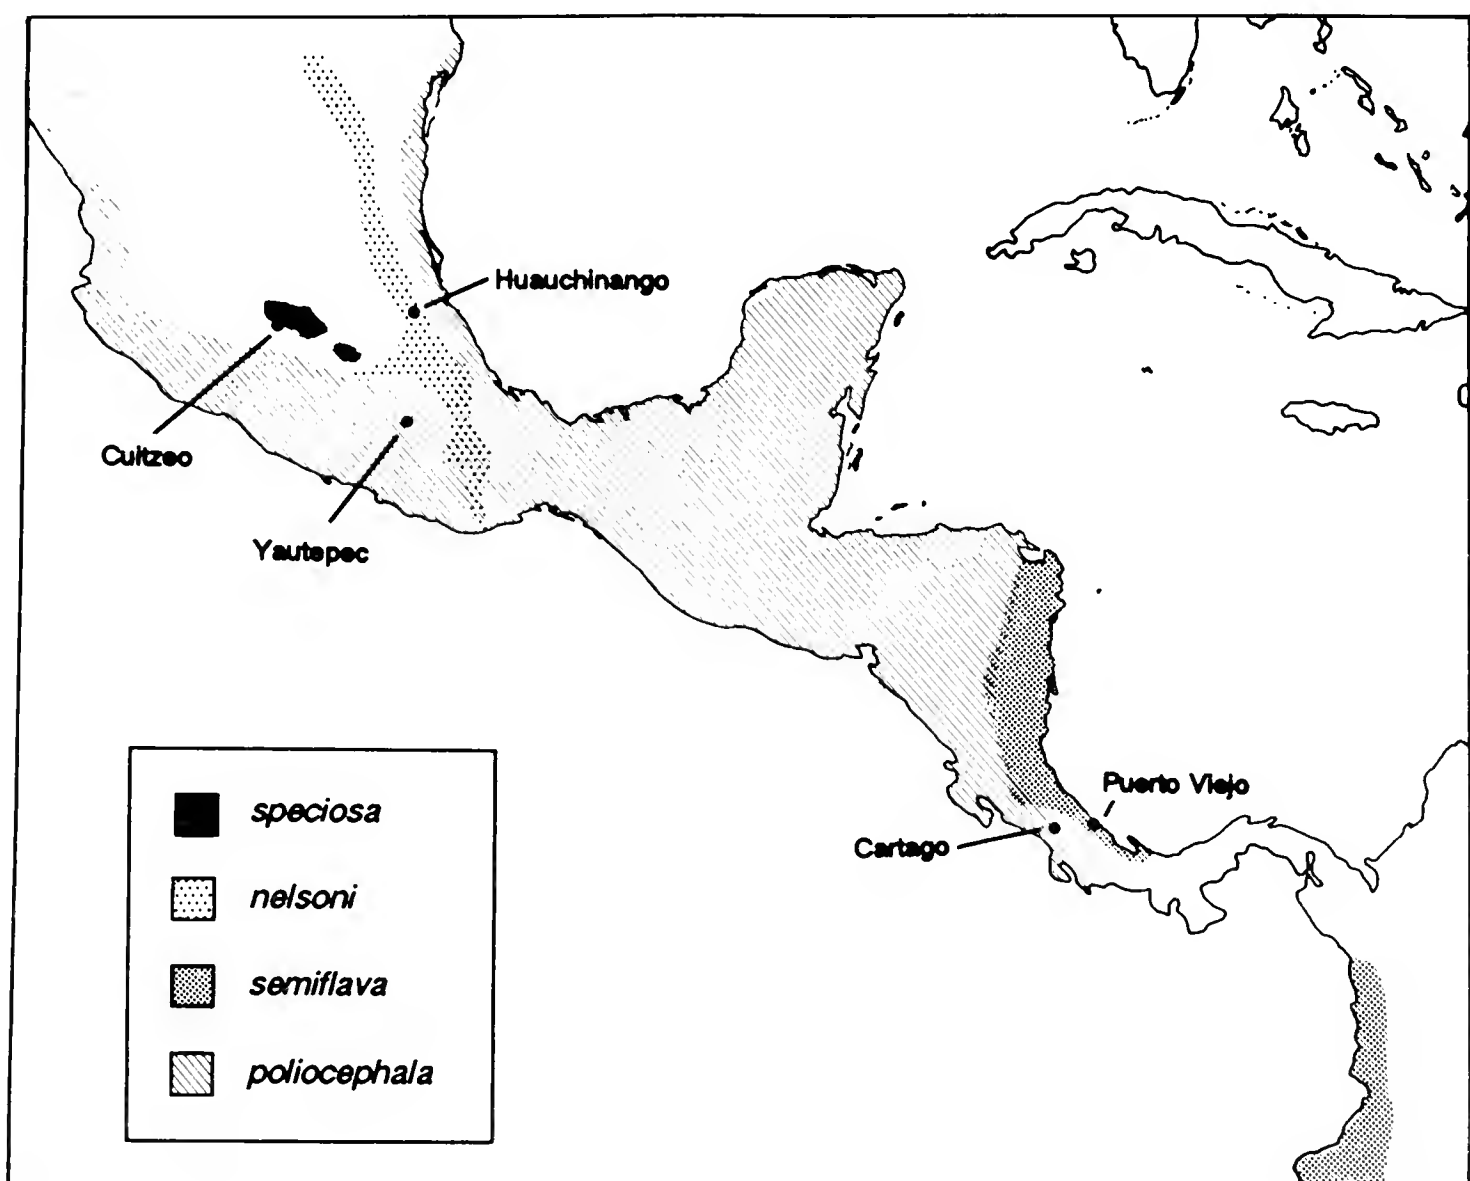 Huauchinango
Cuitzeo
Yautepec
Puerto Viejo
Cartago
speciosa
nelsoni
semiflava
poliocephala